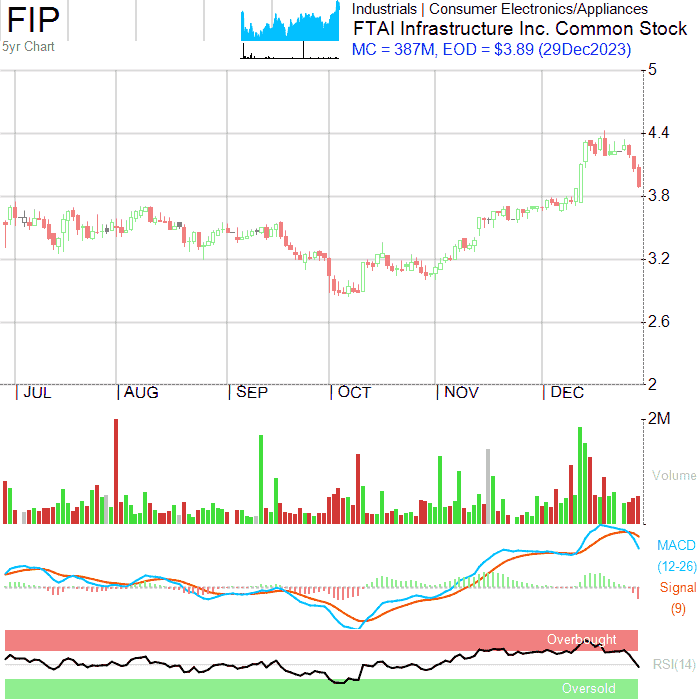 FIP
5yr Chart
Industrials | Consumer Electronics/Appliances
FTAI Infrastructure Inc. Common Stock
MC = 387M, EOD = $3.89 (29Dec2023)
5
4.4
3.8
3.2
2.6
2
JUL AUG SEP OCT NOV DEC
2M
Volume
MACD
(12-26)
Signal
(9)
Overbought
RSI(14)
Oversold